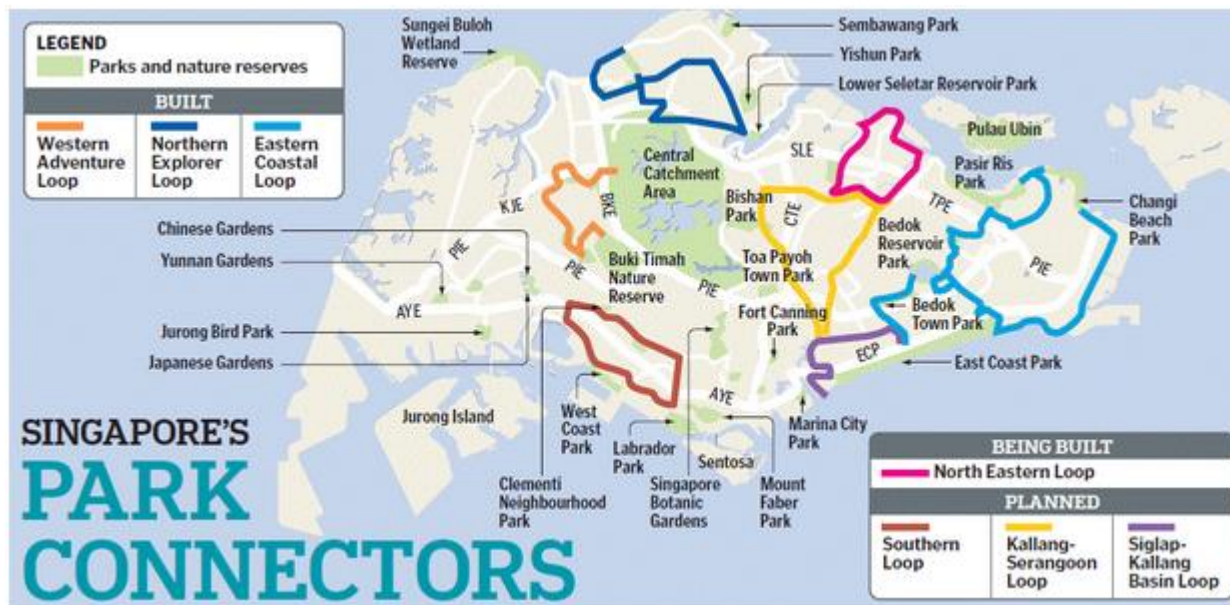 LEGEND
Parks and nature reserves
BUILT
Western
Adventure
Loop
Northern
Explorer
Loop
Eastern
Coastal
Loop
Sungei Buloh
Wetland
Reserve
Sembawang Park
Yishun Park
Lower Seletar Reservoir Park
Pulau Ubin
Pasir Ris
Park
Changi
Beach
Park
SLE
TPE
Central
Catchment
Area
Bishan
Park
CTE
Bedok
Reservoir
Park
KJE
BKE
PIE
PIE
PIE
PIE
Chinese Gardens
Yunnan Gardens
Buki Timah
Nature
Reserve
Toa Payoh
Town Park
Fort Canning
Park
Bedok
Town Park
AYE
Jurong Bird Park
Japanese Gardens
ECP
East Coast Park
Jurong Island
West
Coast
Park
AYE
Marina City
Park
Labrador
Park
Sentosa
Clementi
Neighbourhood
Park
Singapore
Botanic
Gardens
Mount
Faber
Park
SINGAPORE'S
PARK
CONNECTORS
BEING BUILT
North Eastern Loop
PLANNED
Southern
Loop
Kallang-
Serangoon
Loop
Siglap-
Kallang
Basin Loop